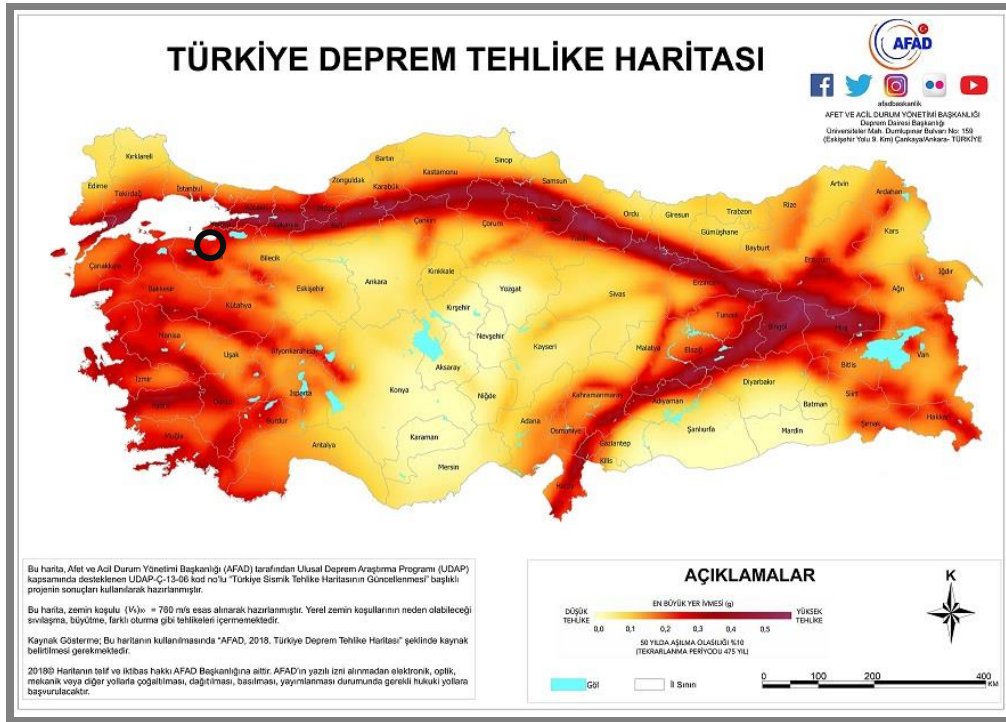 TÜRKİYE DEPREM TEHLİKE HARİTASI
AFAD
afadbaskanlik
AFET VE ACİL DURUM YÖNETİMİ BAŞKANLIĞI
Deprem Dairesi Başkanlığı
Üniversiteler Mah. Dumlupınar Bulvarı No: 159
(Eskişehir Yolu 9. Km) Çankaya/Ankara- TÜRKİYE
Kırklareli
Edirne
Tekirdağ
İstanbul
Zonguldak
Bartın
Karabük
Kastamonu
Sinop
Samsun
Ordu
Giresun
Trabzon
Rize
Artvin
Ardahan
Kars
Gümüşhane
Bayburt
Erzurum
Iğdır
Ağrı
Çanakkale
Balıkesir
Bilecik
Eskişehir
Kütahya
Ankara
Çankırı
Kırıkkale
Çorum
Yozgat
Sivas
Erzincan
Tunceli
Bingöl
Muş
Van
Bitlis
Manisa
Uşak
Afyonkarahisar
Kırşehir
Nevşehir
Kayseri
Malatya
Elazığ
Diyarbakır
Batman
Siirt
Hakkari
Şırnak
Mardin
İzmir
Aydın
Denizli
Isparta
Burdur
Konya
Aksaray
Niğde
Kahramanmaraş
Adıyaman
Şanlıurfa
Muğla
Antalya
Karaman
Mersin
Adana
Osmaniye
Gaziantep
Kilis
Hatay
Bu harita, Afet ve Acil Durum Yönetimi Başkanlığı (AFAD) tarafından Ulusal Deprem Araştırma Programı (UDAP)
kapsamında desteklenen UDAP-Ç-13-06 kod no'lu "Türkiye Sismik Tehlike Haritasının Güncellenmesi" başlıklı
projenin sonuçları kullanılarak hazırlanmıştır.
Bu harita, zemin koşulu (Vs)30 = 760 m/s esas alınarak hazırlanmıştır. Yerel zemin koşullarının neden olabileceği
sıvılaşma, büyütme, farklı oturma gibi tehlikeleri içermemektedir.
Kaynak Gösterme; Bu haritanın kullanılmasında "AFAD, 2018. Türkiye Deprem Tehlike Haritası" şeklinde kaynak
belirtilmesi gerekmektedir.
2018© Haritanın telif ve iktibas hakkı AFAD Başkanlığına aittir. AFAD'ın yazılı izni alınmadan elektronik, optik,
mekanik veya diğer yollarla çoğaltılması, dağıtılması, basılması, yayımlanması durumunda gerekli hukuki yollara
başvurulacaktır.
AÇIKLAMALAR
EN BÜYÜK YER İVMESİ (g)
DÜŞÜK TEHLİKE
YÜKSEK TEHLİKE
0,0 0,1 0,2 0,3 0,4 0,5
50 YILDA AŞILMA OLASILIĞI %10
(TEKRARLANMA PERİYODU 475 YIL)
Göl
İl Sınırı
K
0 50 100 200 400
KM